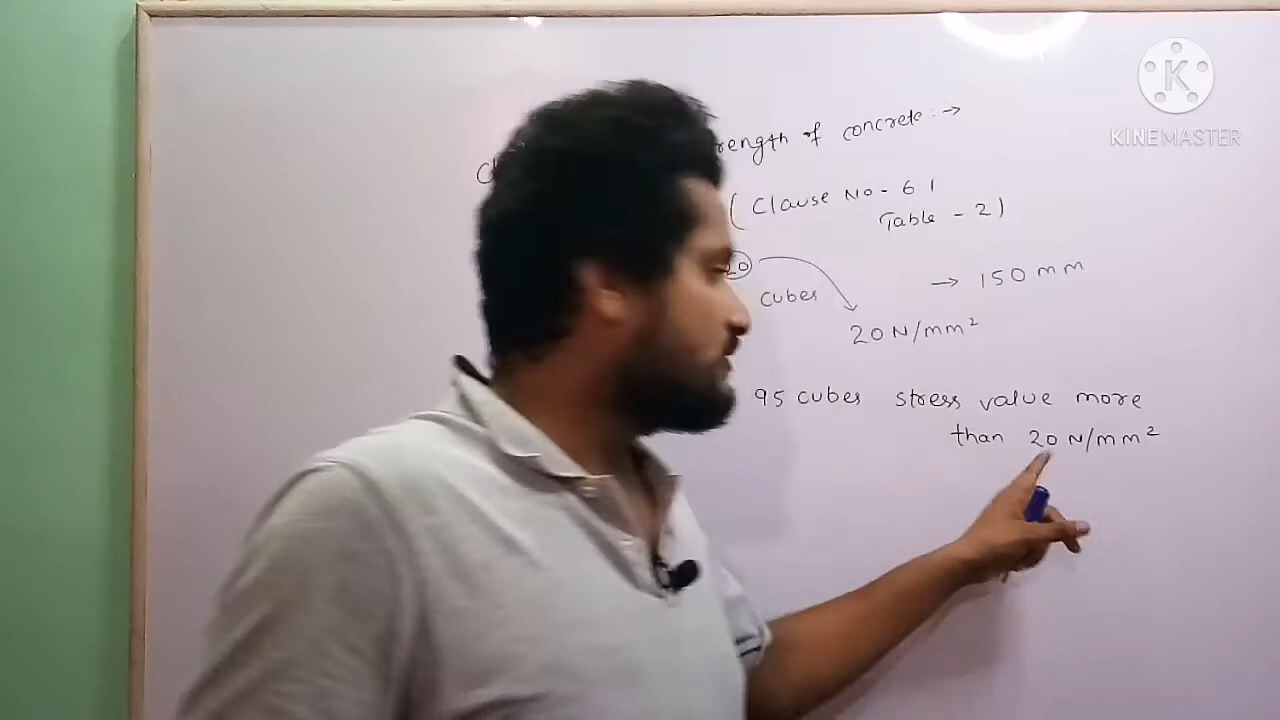 of concrete :→
(Clause No - 6 1
Table - 2)
20
→ 150 mm
cubes
20 N/mm²
95 cubes stress value more
than 20 N/mm²
KINEMASTER